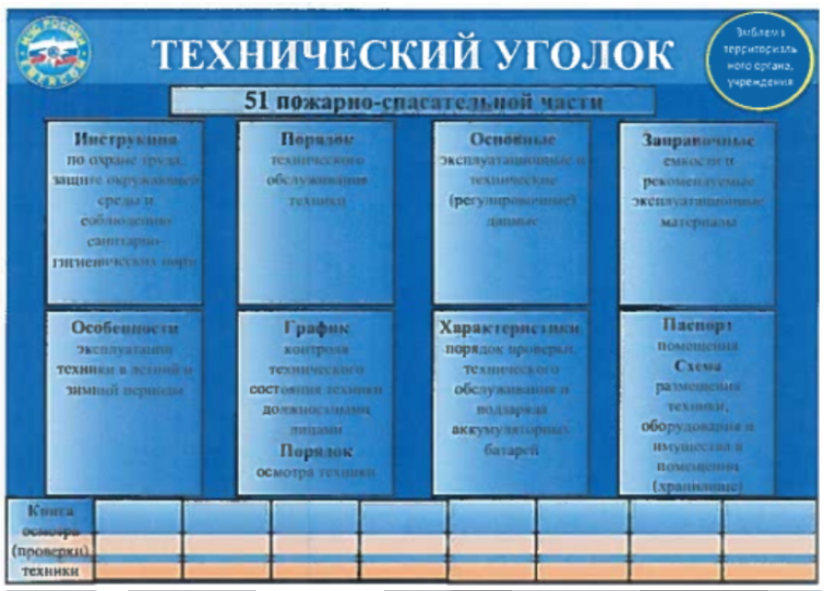 МЧС РОССИИ
ТЕХНИЧЕСКИЙ УГОЛОК
Эмблема
территориаль
ного органа,
учреждения
51 пожарно-спасательной части
Инструкция
по охране труда,
защите окружающей
среды и
соблюдению
санитарно-
гигиенических норм
Порядок
технического
обслуживания
техники
Основные
эксплуатационные и
технические
(регулировочные)
данные
Заправочные
емкости и
рекомендуемые
эксплуатационные
материалы
Особенности
эксплуатации
техники в летний и
зимний периоды
График
контроля
технического
состояния техники
должностными
лицами
Порядок
осмотра техники
Характеристики,
порядок проверки,
технического
обслуживания и
подзаряда
аккумуляторных
батарей
Паспорт
помещения
Схема
размещения
техники,
оборудования и
имущества в
помещении
(хранилище)
Книга
осмотра
(проверки)
техники